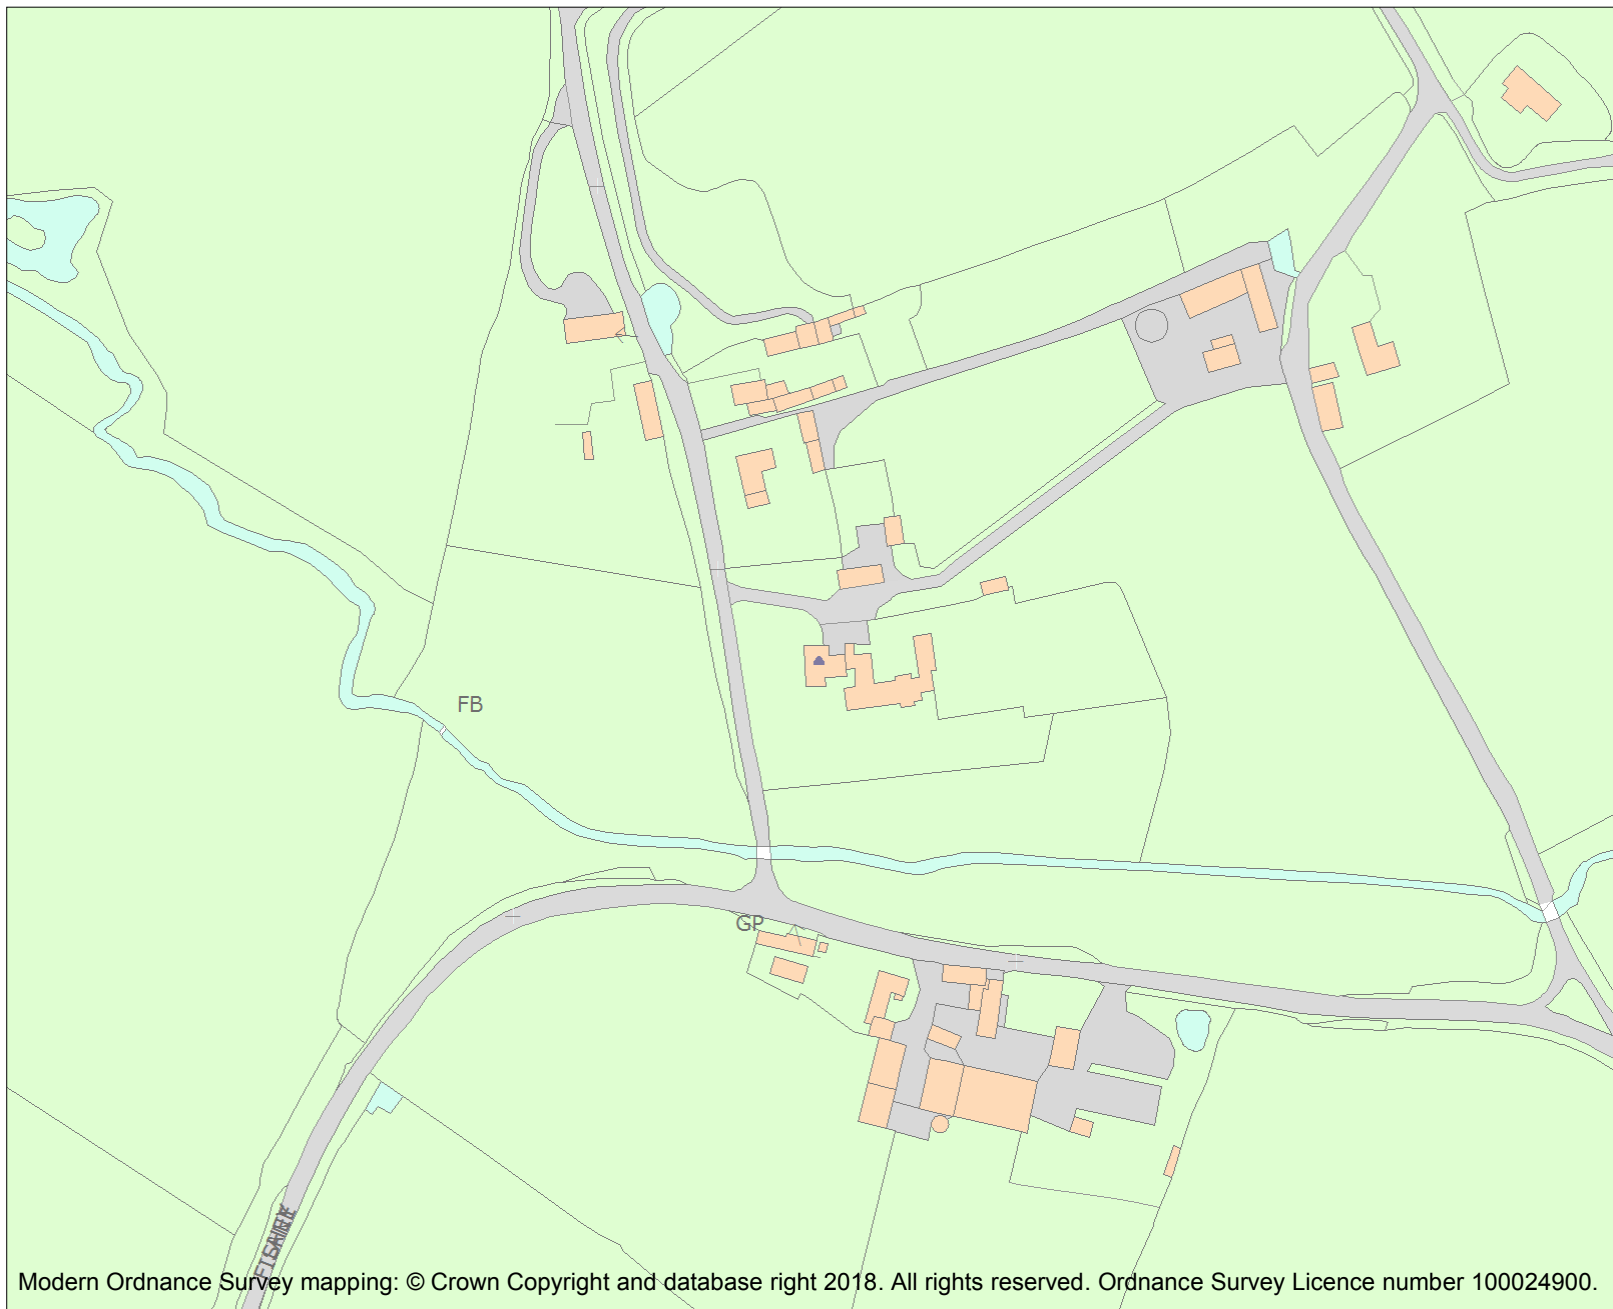 FB
GP
Modern Ordnance Survey mapping: © Crown Copyright and database right 2018. All rights reserved. Ordnance Survey Licence number 100024900.